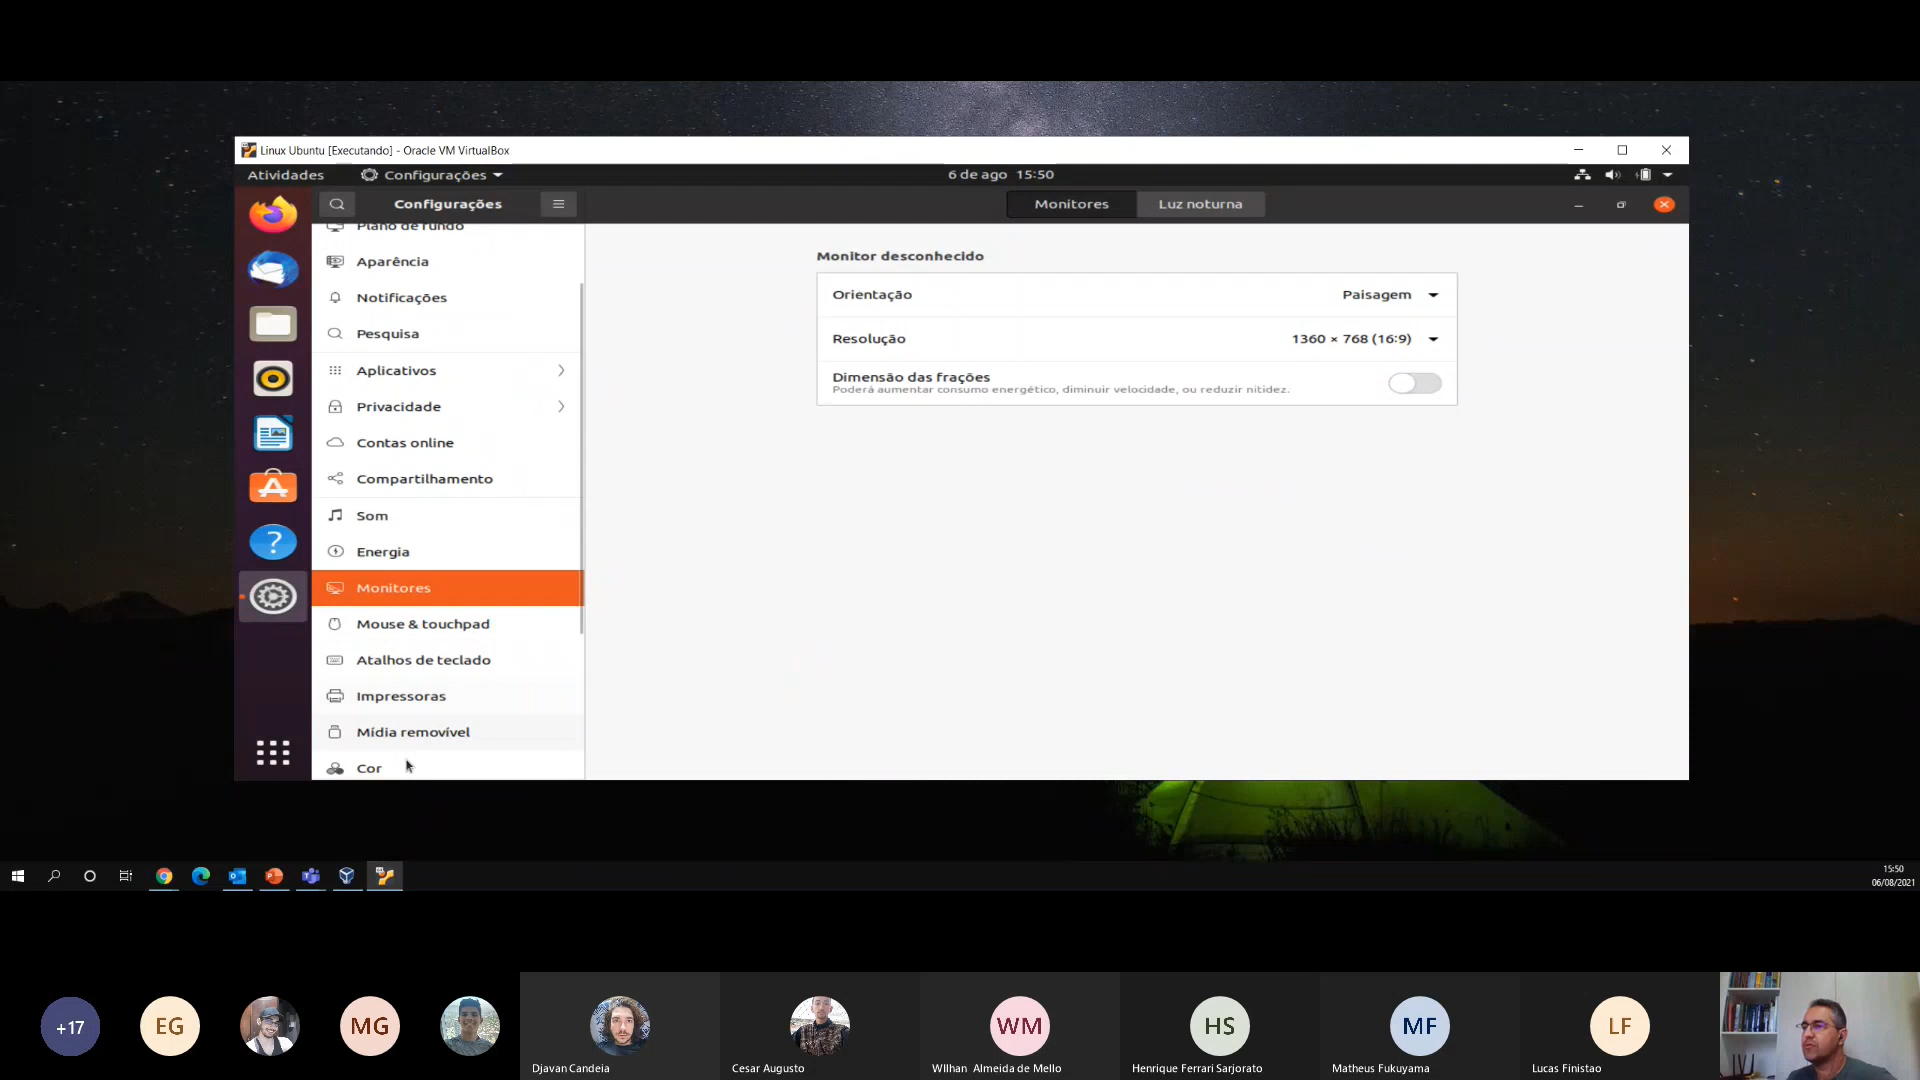 Linux Ubuntu [Executando] - Oracle VM VirtualBox
Atividades
Configurações
6 de ago 15:50
Configurações
Monitores
Luz noturna
Plano de fundo
Aparência
Notificações
Pesquisa
Aplicativos
Privacidade
Contas online
Compartilhamento
Som
Energia
Monitores
Mouse & touchpad
Atalhos de teclado
Impressoras
Mídia removível
Cor
Monitor desconhecido
Orientação
Paisagem
Resolução
1360 × 768 (16:9)
Dimensão das frações
Poderá aumentar consumo energético, diminuir velocidade, ou reduzir nitidez.
15:50
06/08/2021
+17
EG
MG
WM
HS
MF
LF
Djavan Candeia
Cesar Augusto
WIlhan Almeida de Mello
Henrique Ferrari Sarjorato
Matheus Fukuyama
Lucas Finistao